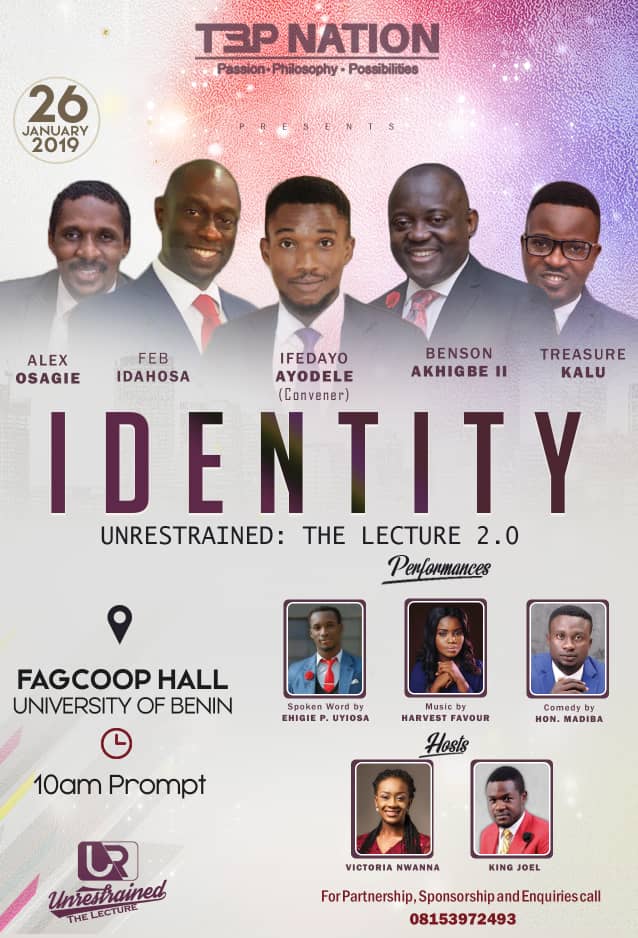 T3P NATION
Passion • Philosophy • Possibilities
PRESENTS
26
JANUARY
2019
ALEX
OSAGIE
FEB
IDAHOSA
IFEDAYO
AYODELE
(Convener)
BENSON
AKHIGBE II
TREASURE
KALU
IDENTITY
UNRESTRAINED: THE LECTURE 2.0
Performances
FAGCOOP HALL
UNIVERSITY OF BENIN
10am Prompt
Spoken Word by
EHIGIE P. UYIOSA
Music by
HARVEST FAVOUR
Comedy by
HON. MADIBA
Hosts
VICTORIA NWANNA
KING JOEL
UR
Unrestrained
THE LECTURE
For Partnership, Sponsorship and Enquiries call
08153972493